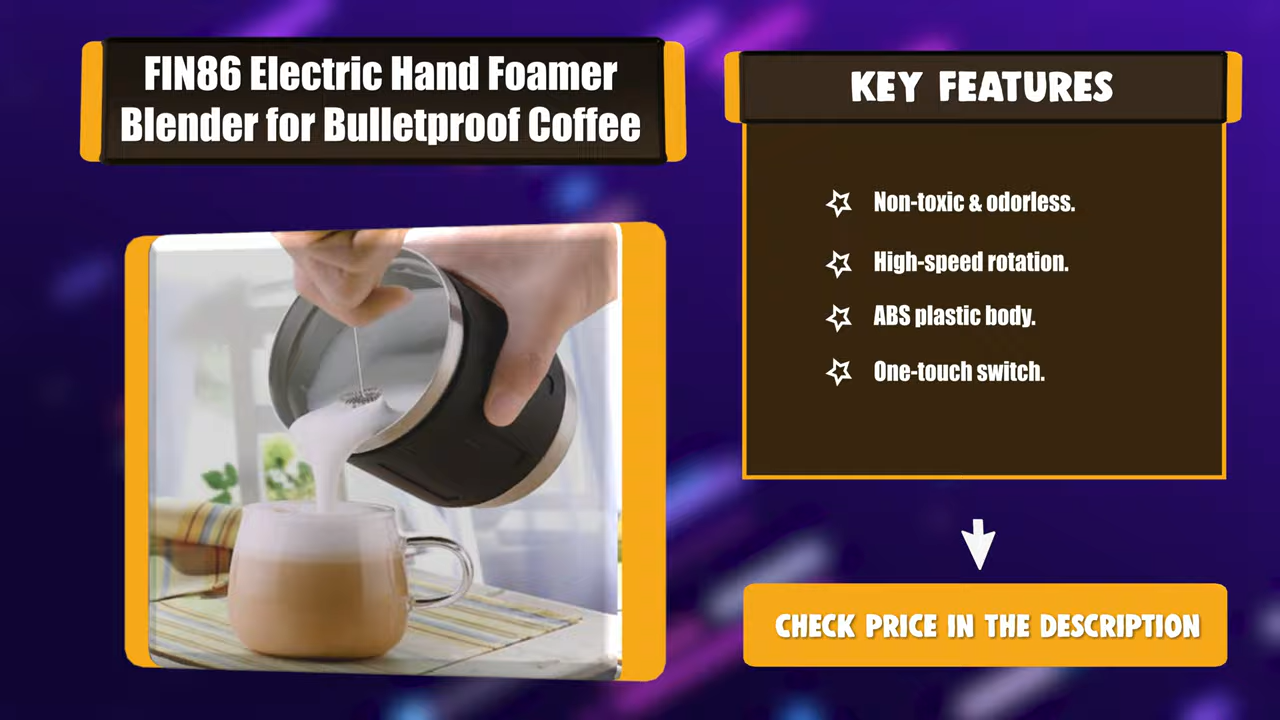 FIN86 Electric Hand Foamer
Blender for Bulletproof Coffee
KEY FEATURES
Non-toxic & odorless.
High-speed rotation.
ABS plastic body.
One-touch switch.
CHECK PRICE IN THE DESCRIPTION